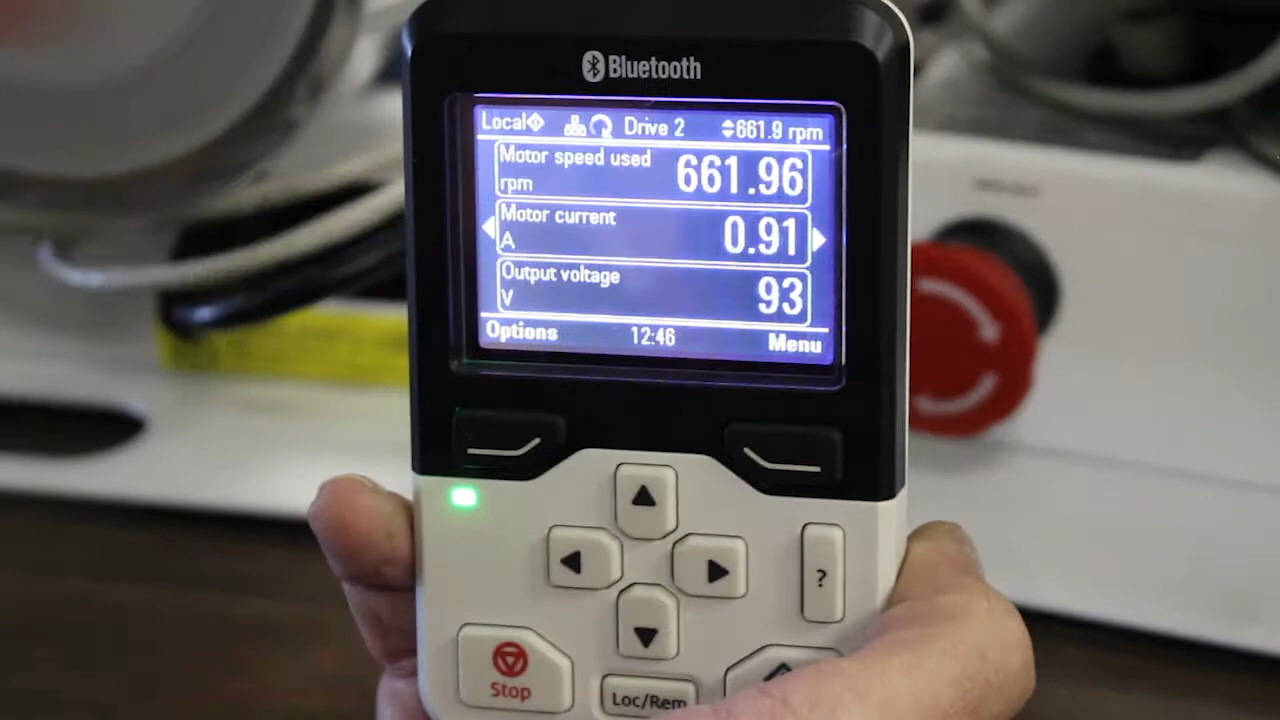 Bluetooth
Local Drive 2 661.9 rpm
Motor speed used
rpm 661.96
Motor current
A 0.91
Output voltage
V 93
Options 12:46 Menu
?
Stop
Loc/Rem